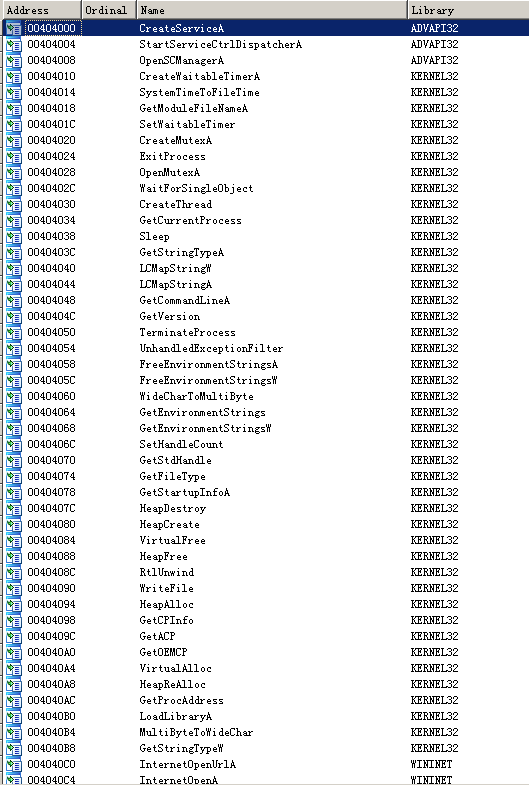 Address Ordinal Name Library
00404000 CreateServiceA ADVAPI32
00404004 StartServiceCtrlDispatcherA ADVAPI32
00404008 OpenSCManagerA ADVAPI32
00404010 CreateWaitableTimerA KERNEL32
00404014 SystemTimeToFileTime KERNEL32
00404018 GetModuleFileNameA KERNEL32
0040401C SetWaitableTimer KERNEL32
00404020 CreateMutexA KERNEL32
00404024 ExitProcess KERNEL32
00404028 OpenMutexA KERNEL32
0040402C WaitForSingleObject KERNEL32
00404030 CreateThread KERNEL32
00404034 GetCurrentProcess KERNEL32
00404038 Sleep KERNEL32
0040403C GetStringTypeA KERNEL32
00404040 LCMapStringW KERNEL32
00404044 LCMapStringA KERNEL32
00404048 GetCommandLineA KERNEL32
0040404C GetVersion KERNEL32
00404050 TerminateProcess KERNEL32
00404054 UnhandledExceptionFilter KERNEL32
00404058 FreeEnvironmentStringsA KERNEL32
0040405C FreeEnvironmentStringsW KERNEL32
00404060 WideCharToMultiByte KERNEL32
00404064 GetEnvironmentStrings KERNEL32
00404068 GetEnvironmentStringsW KERNEL32
0040406C SetHandleCount KERNEL32
00404070 GetStdHandle KERNEL32
00404074 GetFileType KERNEL32
00404078 GetStartupInfoA KERNEL32
0040407C HeapDestroy KERNEL32
00404080 HeapCreate KERNEL32
00404084 VirtualFree KERNEL32
00404088 HeapFree KERNEL32
0040408C RtlUnwind KERNEL32
00404090 WriteFile KERNEL32
00404094 HeapAlloc KERNEL32
00404098 GetCPInfo KERNEL32
0040409C GetACP KERNEL32
004040A0 GetOEMCP KERNEL32
004040A4 VirtualAlloc KERNEL32
004040A8 HeapReAlloc KERNEL32
004040AC GetProcAddress KERNEL32
004040B0 LoadLibraryA KERNEL32
004040B4 MultiByteToWideChar KERNEL32
004040B8 GetStringTypeW KERNEL32
004040C0 InternetOpenUrlA WININET
004040C4 InternetOpenA WININET